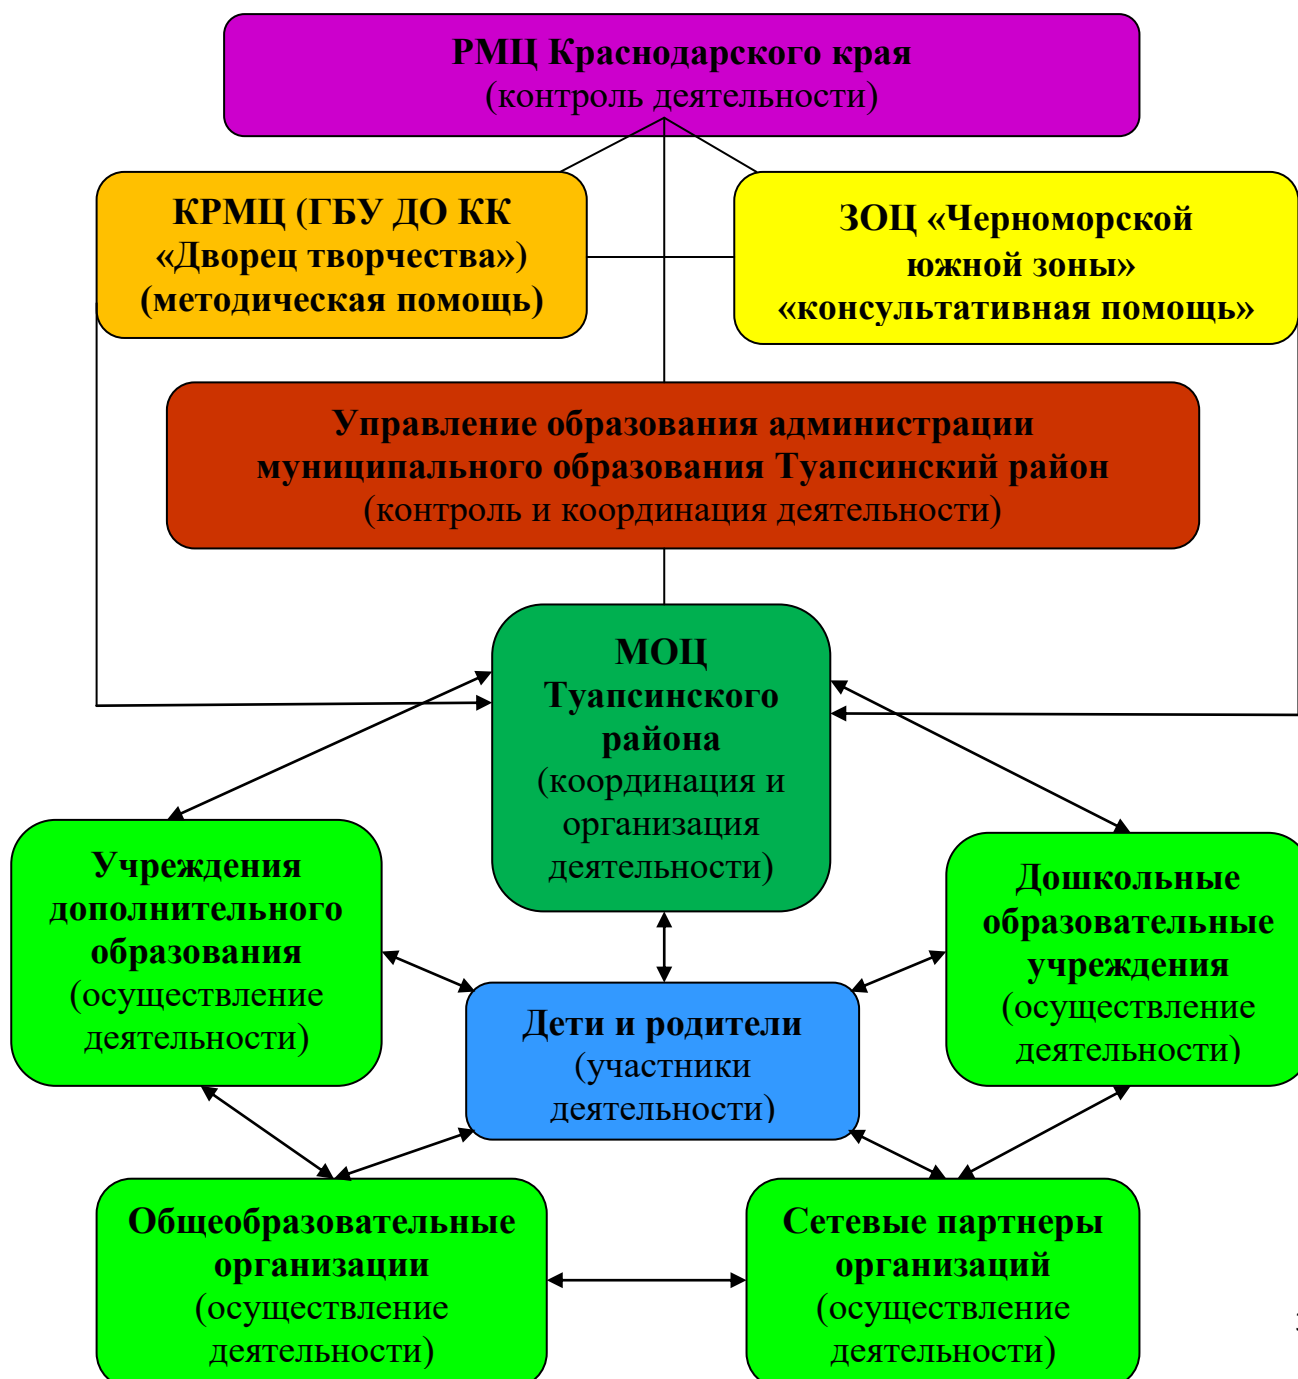 РМЦ Краснодарского края
(контроль деятельности)
КРМЦ (ГБУ ДО КК
«Дворец творчества»)
(методическая помощь)
ЗОЦ «Черноморской
южной зоны»
«консультативная помощь»
Управление образования администрации
муниципального образования Туапсинский район
(контроль и координация деятельности)
МОЦ
Туапсинского
района
(координация и
организация
деятельности)
Учреждения
дополнительного
образования
(осуществление
деятельности)
Дошкольные
образовательные
учреждения
(осуществление
деятельности)
Дети и родители
(участники
деятельности)
Общеобразовательные
организации
(осуществление
деятельности)
Сетевые партнеры
организаций
(осуществление
деятельности)